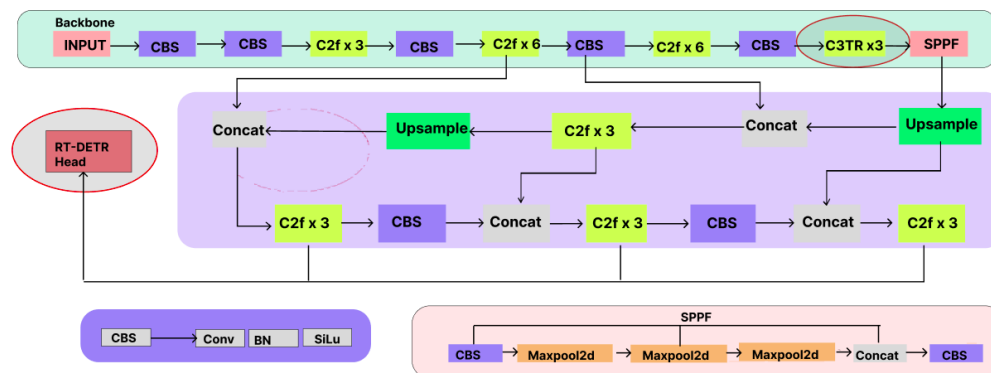 Backbone
INPUT
CBS
CBS
C2f x 3
CBS
C2f x 6
CBS
C2f x 6
CBS
C3TR x3
SPPF
Concat
Upsample
C2f x 3
Concat
Upsample
RT-DETR
Head
C2f x 3
CBS
Concat
C2f x 3
CBS
Concat
C2f x 3
CBS
Conv
BN
SiLu
SPPF
CBS
Maxpool2d
Maxpool2d
Maxpool2d
Concat
CBS